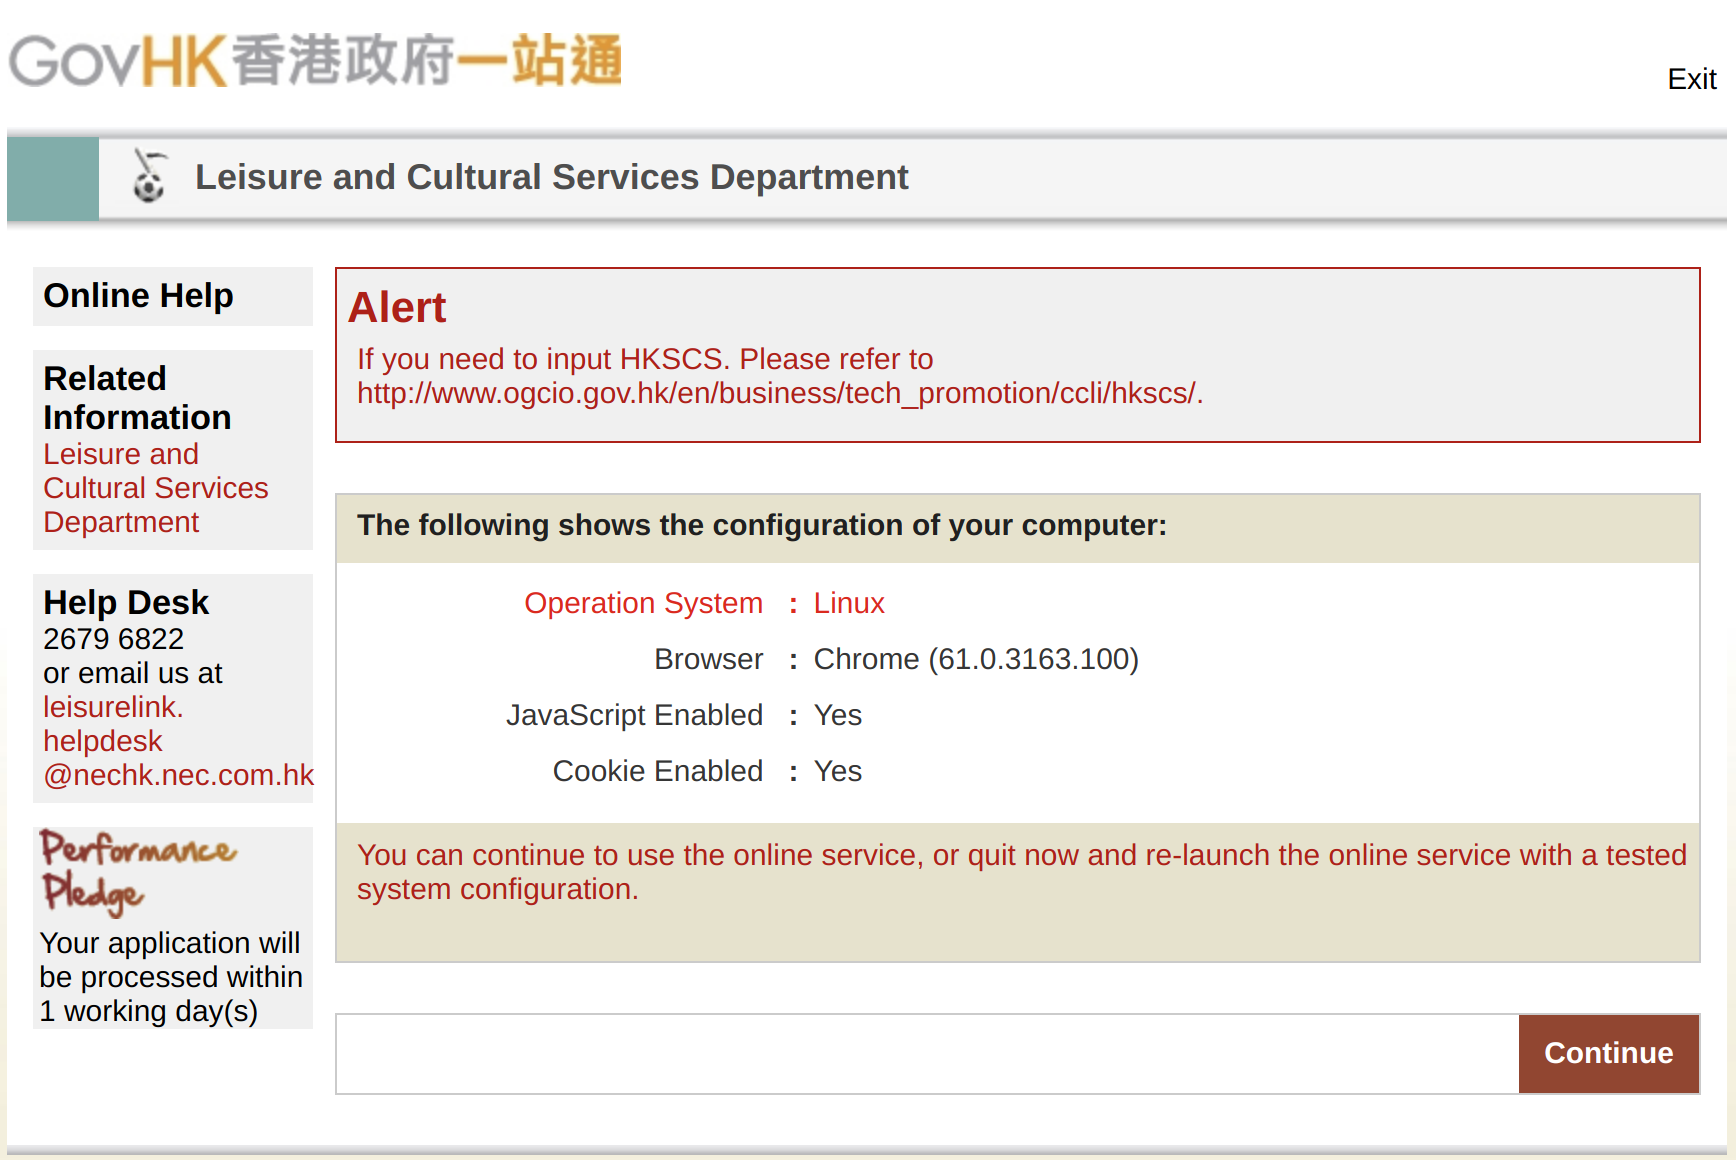 GovHK香港政府一站通
Exit
Leisure and Cultural Services Department
Online Help
Related
Information
Leisure and
Cultural Services
Department
Help Desk
2679 6822
or email us at
leisurelink.
helpdesk
@nechk.nec.com.hk
Performance
Pledge
Your application will
be processed within
1 working day(s)
Alert
If you need to input HKSCS. Please refer to
http://www.ogcio.gov.hk/en/business/tech_promotion/ccli/hkscs/.
The following shows the configuration of your computer:
Operation System : Linux
Browser : Chrome (61.0.3163.100)
JavaScript Enabled : Yes
Cookie Enabled : Yes
You can continue to use the online service, or quit now and re-launch the online service with a tested
system configuration.
Continue